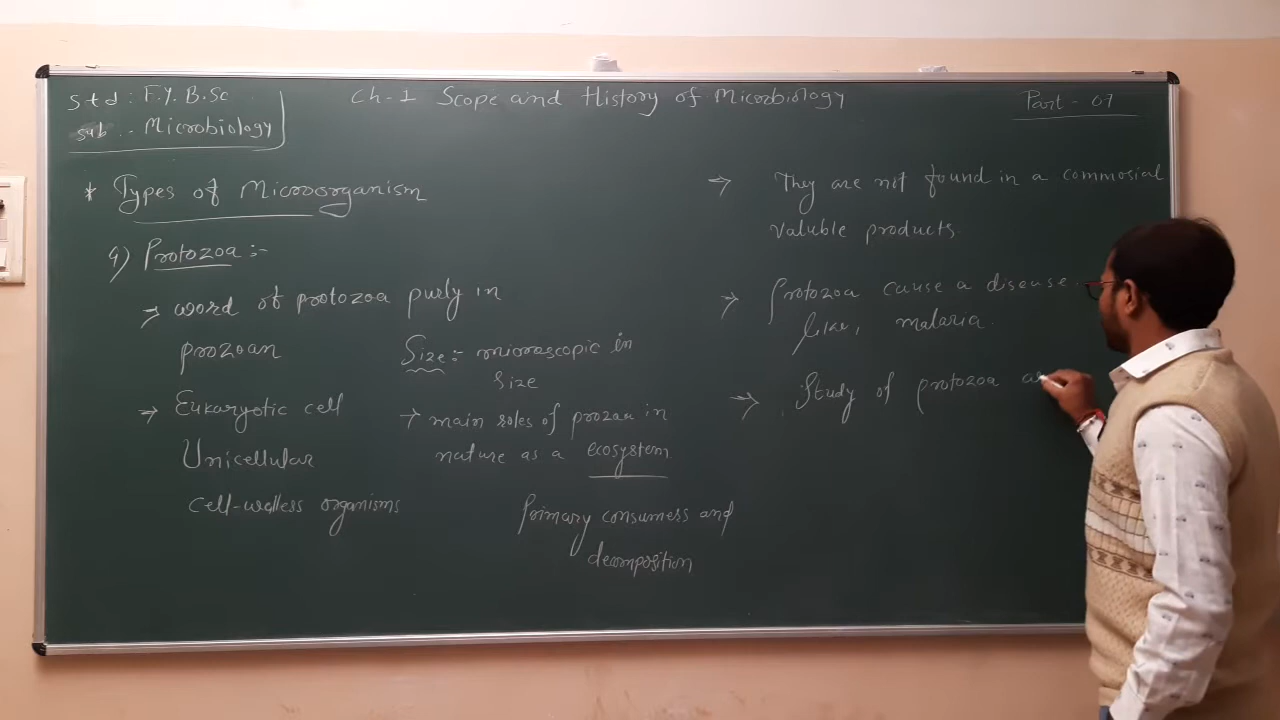 Std : F.Y. B.Sc
Sub :- Microbiology
Ch-1 Scope and History of Microbiology
Part - 07
* Types of Microorganism
4) Protozoa :-
→ word of protozoa purly in
prozoan
→ Eukaryotic cell
Unicellular
cell-walless organisms
Size :- microscopic in
size
→ main roles of prozaa in
nature as a ecosystem
Primary consumess and
decomposition
→ They are not found in a commosial
valuble products
→ Protozoa cause a disease.
like, malaria.
→ Study of protozoa as